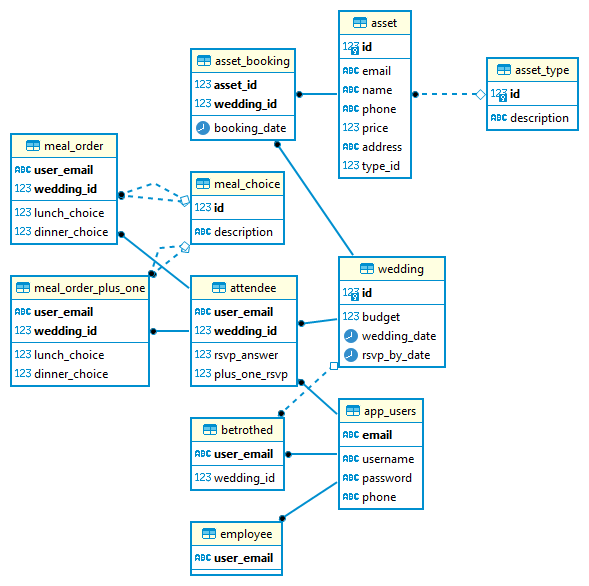 asset
123 id
ABC email
ABC name
ABC phone
123 price
ABC address
123 type_id
asset_booking
123 asset_id
123 wedding_id
booking_date
asset_type
123 id
ABC description
meal_order
ABC user_email
123 wedding_id
123 lunch_choice
123 dinner_choice
meal_choice
123 id
ABC description
meal_order_plus_one
ABC user_email
123 wedding_id
123 lunch_choice
123 dinner_choice
attendee
ABC user_email
123 wedding_id
123 rsvp_answer
123 plus_one_rsvp
wedding
123 id
123 budget
wedding_date
rsvp_by_date
betrothed
ABC user_email
123 wedding_id
app_users
ABC email
ABC username
ABC password
ABC phone
employee
ABC user_email